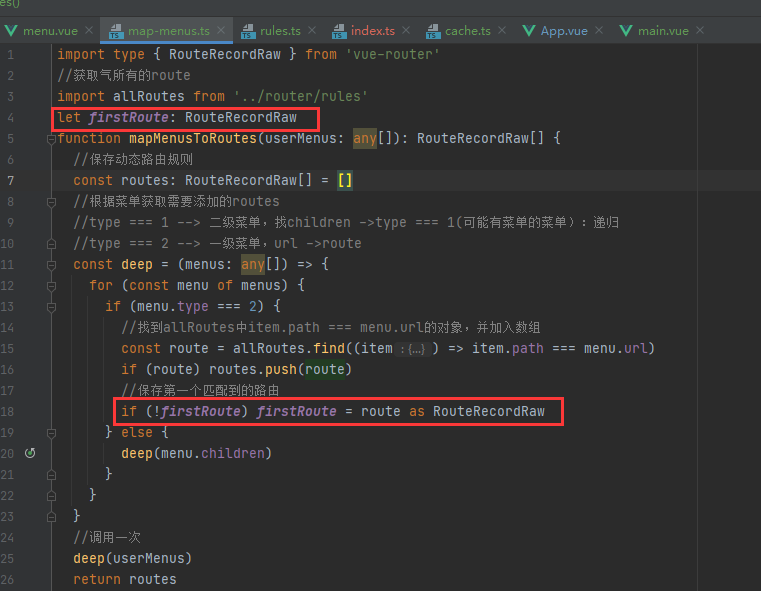 es()
menu.vue map-menus.ts rules.ts index.ts cache.ts App.vue main.vue
1 import type { RouteRecordRaw } from 'vue-router'
2 //获取气所有的route
3 import allRoutes from '../router/rules'
4 let firstRoute: RouteRecordRaw
5 function mapMenusToRoutes(userMenus: any[]): RouteRecordRaw[] {
6 //保存动态路由规则
7 const routes: RouteRecordRaw[] = []
8 //根据菜单获取需要添加的routes
9 //type === 1 --> 二级菜单，找children ->type === 1(可能有菜单的菜单）：递归
10 //type === 2 --> 一级菜单，url ->route
11 const deep = (menus: any[]) => {
12 for (const menu of menus) {
13 if (menu.type === 2) {
14 //找到allRoutes中item.path === menu.url的对象，并加入数组
15 const route = allRoutes.find((item : {...} ) => item.path === menu.url)
16 if (route) routes.push(route)
17 //保存第一个匹配到的路由
18 if (!firstRoute) firstRoute = route as RouteRecordRaw
19 } else {
20 deep(menu.children)
21 }
22 }
23 }
24 //调用一次
25 deep(userMenus)
26 return routes